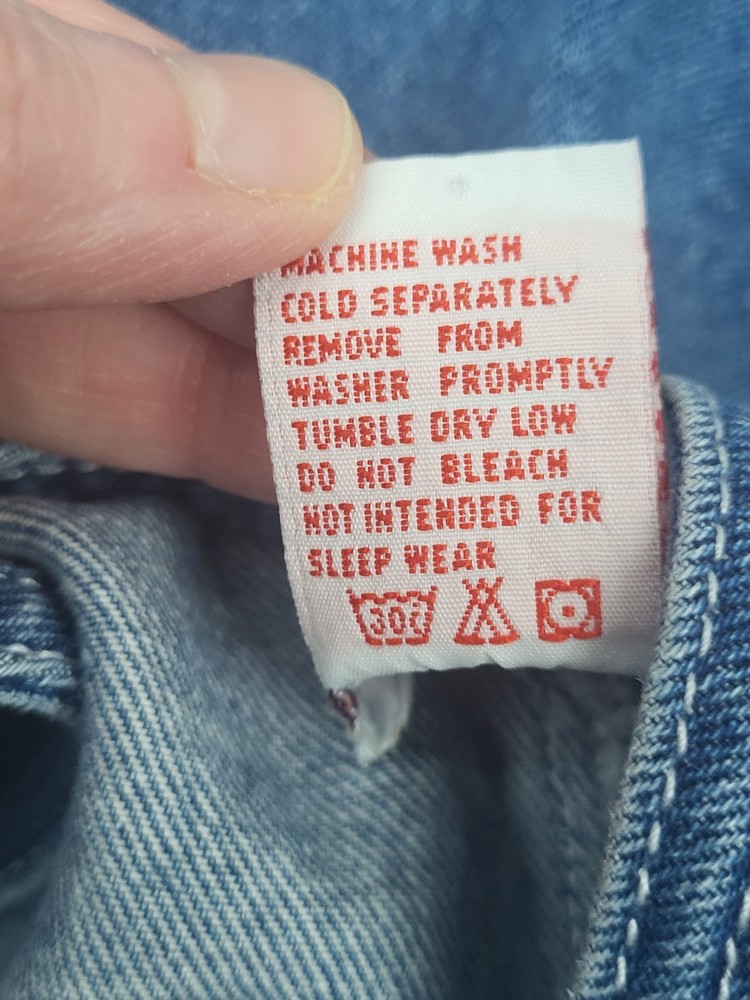 MACHINE WASH
COLD SEPARATELY
REMOVE FROM
WASHER PROMPTLY
TUMBLE DRY LOW
DO NOT BLEACH
NOT INTENDED FOR
SLEEP WEAR
30